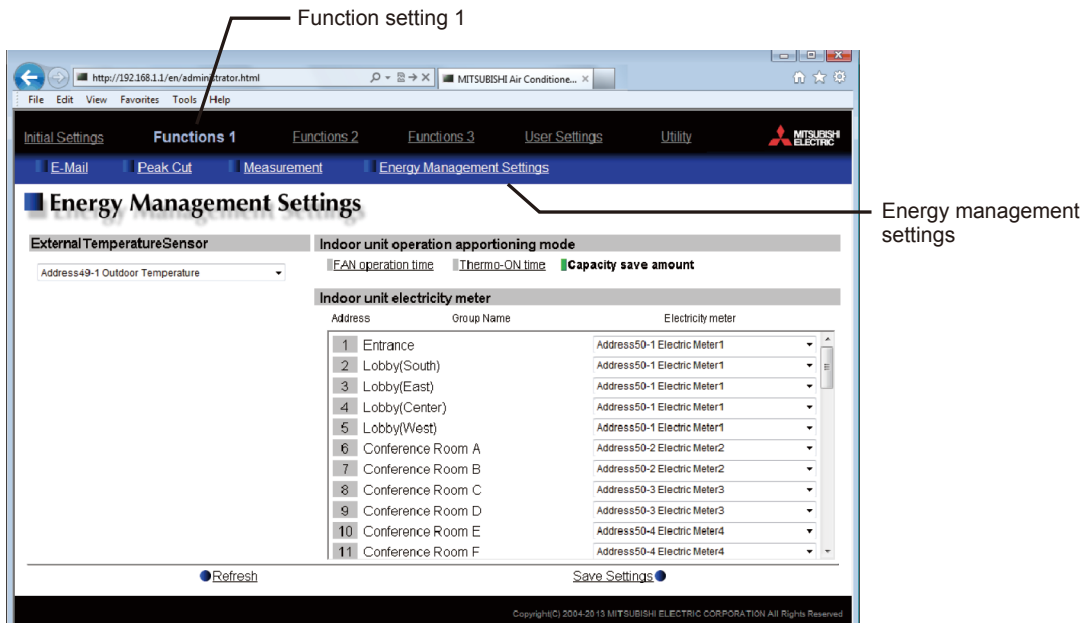 Function setting 1
http://192.168.1.1/en/administrator.html
MITSUBISHI Air Conditione...
File Edit View Favorites Tools Help
Initial Settings Functions 1 Functions 2 Functions 3 User Settings Utility MITSUBISHI ELECTRIC
E-Mail Peak Cut Measurement Energy Management Settings
Energy Management Settings
Energy management
settings
ExternalTemperatureSensor Indoor unit operation apportioning mode
Address49-1 Outdoor Temperature FAN operation time Thermo-ON time Capacity save amount
Indoor unit electricity meter
Address Group Name Electricity meter
1 Entrance Address50-1 Electric Meter1
2 Lobby(South) Address50-1 Electric Meter1
3 Lobby(East) Address50-1 Electric Meter1
4 Lobby(Center) Address50-1 Electric Meter1
5 Lobby(West) Address50-1 Electric Meter1
6 Conference Room A Address50-2 Electric Meter2
7 Conference Room B Address50-2 Electric Meter2
8 Conference Room C Address50-3 Electric Meter3
9 Conference Room D Address50-3 Electric Meter3
10 Conference Room E Address50-4 Electric Meter4
11 Conference Room F Address50-4 Electric Meter4
Refresh Save Settings
Copyright(C) 2004-2013 MITSUBISHI ELECTRIC CORPORATION All Rights Reserved